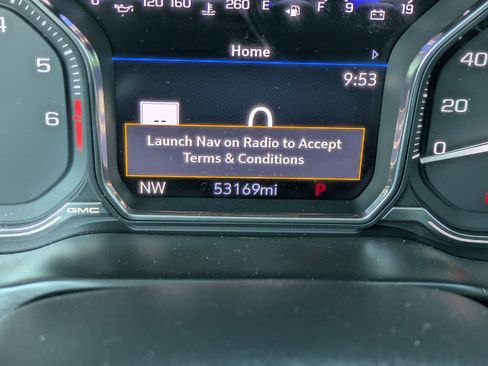 120 160
260
E
F
9
19
Home
9:53
5
6
--
0
Launch Nav on Radio to Accept
Terms & Conditions
NW 53169mi P
GMC
40
20
0